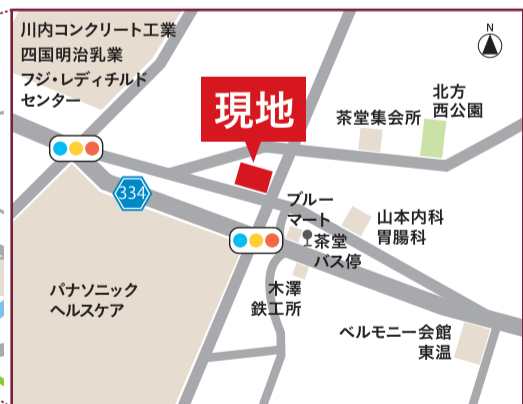 川内コンクリート工業
四国明治乳業
フジ・レディチルド
センター
N
現地
茶堂集会所
北方
西公園
334
ブルー
マート
茶堂
バス停
山本内科
胃腸科
パナソニック
ヘルスケア
木澤
鉄工所
ベルモニー会館
東温